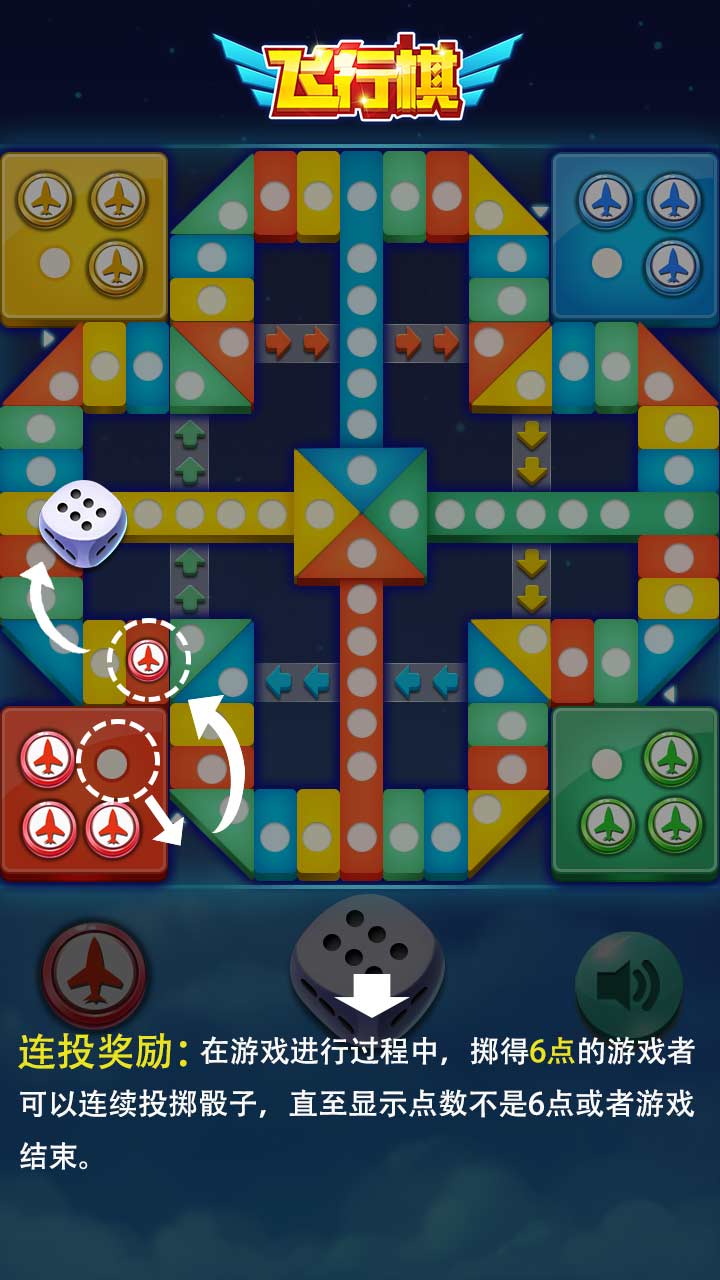 飞行棋
连投奖励：在游戏进行过程中，掷得6点的游戏者
可以连续投掷骰子，直至显示点数不是6点或者游戏
结束。